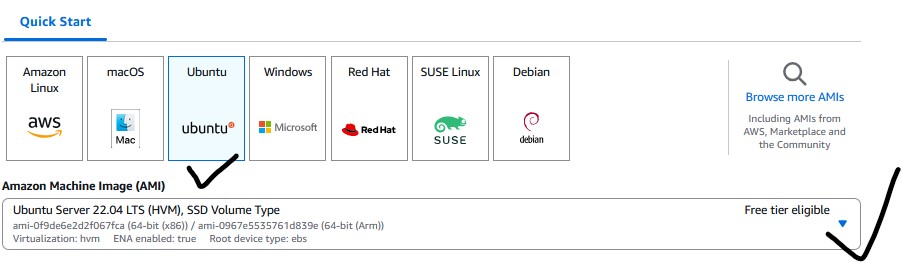 Quick Start
Amazon Linux
aws
macOS
Mac
Ubuntu
ubuntu
Windows
Microsoft
Red Hat
Red Hat
SUSE Linux
SUSE
Debian
debian
Browse more AMIs
Including AMIs from
AWS, Marketplace and
the Community
Amazon Machine Image (AMI)
Ubuntu Server 22.04 LTS (HVM), SSD Volume Type
Free tier eligible
ami-0f9de6e2d2f067fca (64-bit (x86)) / ami-0967e5535761d839e (64-bit (Arm))
Virtualization: hvm ENA enabled: true Root device type: ebs